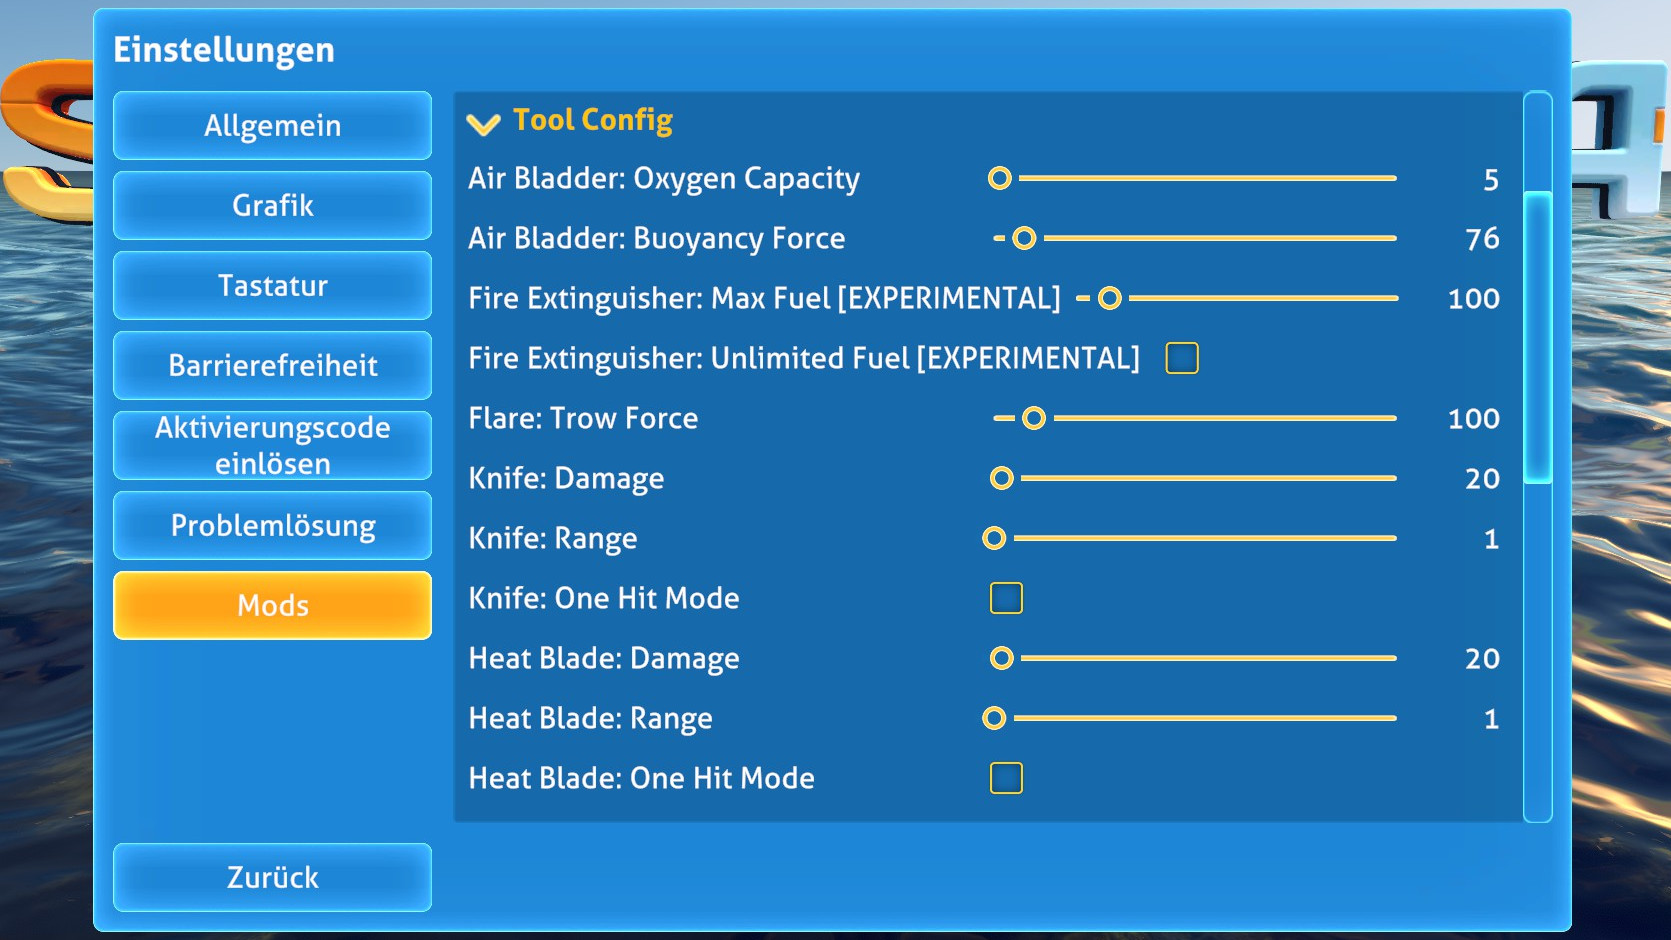 Einstellungen
Allgemein
Grafik
Tastatur
Barrierefreiheit
Aktivierungscode
einlösen
Problemlösung
Mods
Zurück
Tool Config
Air Bladder: Oxygen Capacity 5
Air Bladder: Buoyancy Force 76
Fire Extinguisher: Max Fuel [EXPERIMENTAL] 100
Fire Extinguisher: Unlimited Fuel [EXPERIMENTAL]
Flare: Trow Force 100
Knife: Damage 20
Knife: Range 1
Knife: One Hit Mode
Heat Blade: Damage 20
Heat Blade: Range 1
Heat Blade: One Hit Mode